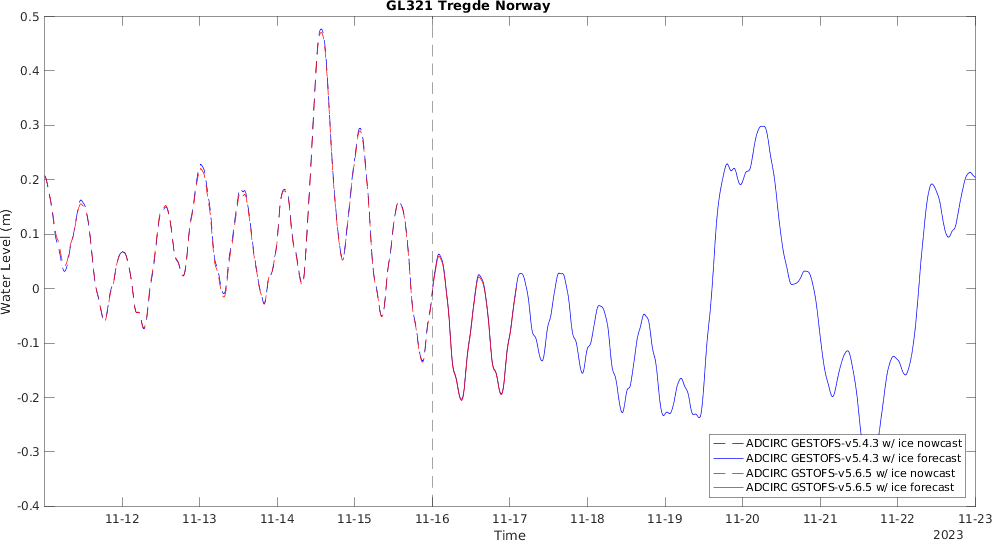 GL321 Tregde Norway
0.5
0.4
0.3
0.2
0.1
0
-0.1
-0.2
-0.3
-0.4
Water Level (m)
11-12 11-13 11-14 11-15 11-16 11-17 11-18 11-19 11-20 11-21 11-22 11-23
Time
2023
ADCIRC GESTOFS-v5.4.3 w/ ice nowcast
ADCIRC GESTOFS-v5.4.3 w/ ice forecast
ADCIRC GSTOFS-v5.6.5 w/ ice nowcast
ADCIRC GSTOFS-v5.6.5 w/ ice forecast